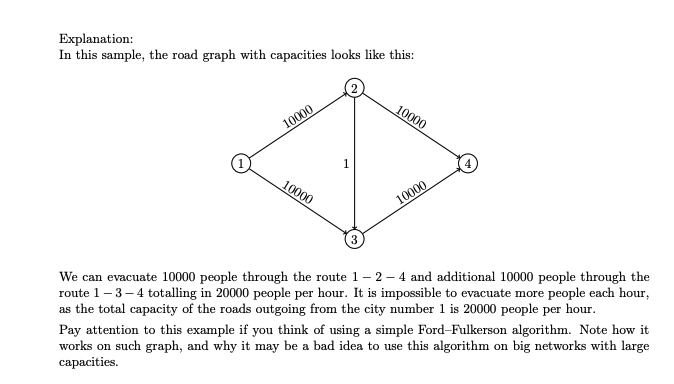 Explanation:
In this sample, the road graph with capacities looks like this:
2
10000
10000
1
1
4
10000
10000
3
We can evacuate 10000 people through the route 1 – 2 – 4 and additional 10000 people through the
route 1 – 3 – 4 totalling in 20000 people per hour. It is impossible to evacuate more people each hour,
as the total capacity of the roads outgoing from the city number 1 is 20000 people per hour.
Pay attention to this example if you think of using a simple Ford–Fulkerson algorithm. Note how it
works on such graph, and why it may be a bad idea to use this algorithm on big networks with large
capacities.